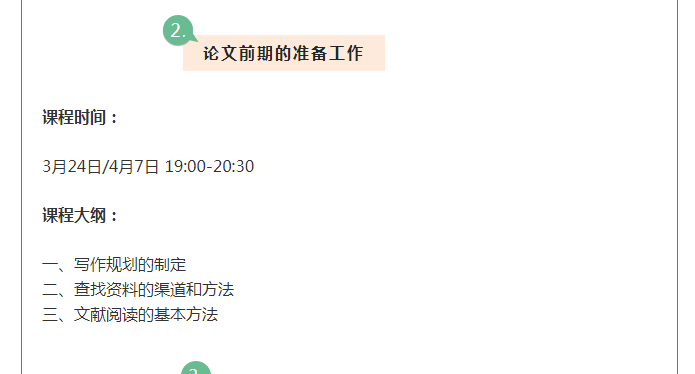 2.
论文前期的准备工作
课程时间：
3月24日/4月7日 19:00-20:30
课程大纲：
一、写作规划的制定
二、查找资料的渠道和方法
三、文献阅读的基本方法